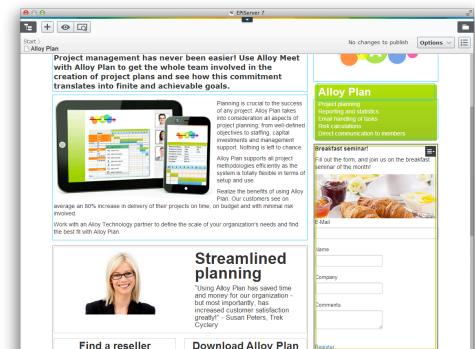 EPiServer 7
Start
Alloy Plan
No changes to publish
Options
Project management has never been easier! Use Alloy Meet
with Alloy Plan to get the whole team involved in the
creation of project plans and see how this commitment
translates into finite and achievable goals.
Planning is crucial to the success
of any project. Alloy Plan takes
into consideration all aspects of
project planning; from well-defined
objectives to staffing, capital
investments and management
support. Nothing is left to chance.
Alloy Plan supports all project
methodologies efficiently as the
system is totally flexible in terms of
setup and use.
Realize the benefits of using Alloy
Plan. Our customers see on
average an 80% increase in delivery of their projects on time, on budget and with minimal risk
involved.
Work with an Alloy Technology partner to define the scale of your organization's needs and find
the best fit with Alloy Plan.
Streamlined
planning
"Using Alloy Plan has saved time
and money for our organization -
but most importantly, has
increased customer satisfaction
greatly!" - Susan Peters, Trek
Cyclery
Find a reseller
Download Alloy Plan
Alloy Plan
Project planning
Reporting and statistics
Email handling of tasks
Risk calculations
Direct communication to members
Breakfast seminar!
Fill out the form, and join us on the breakfast
seminar of the month!
E-Mail
Name
Company
Comments
Register